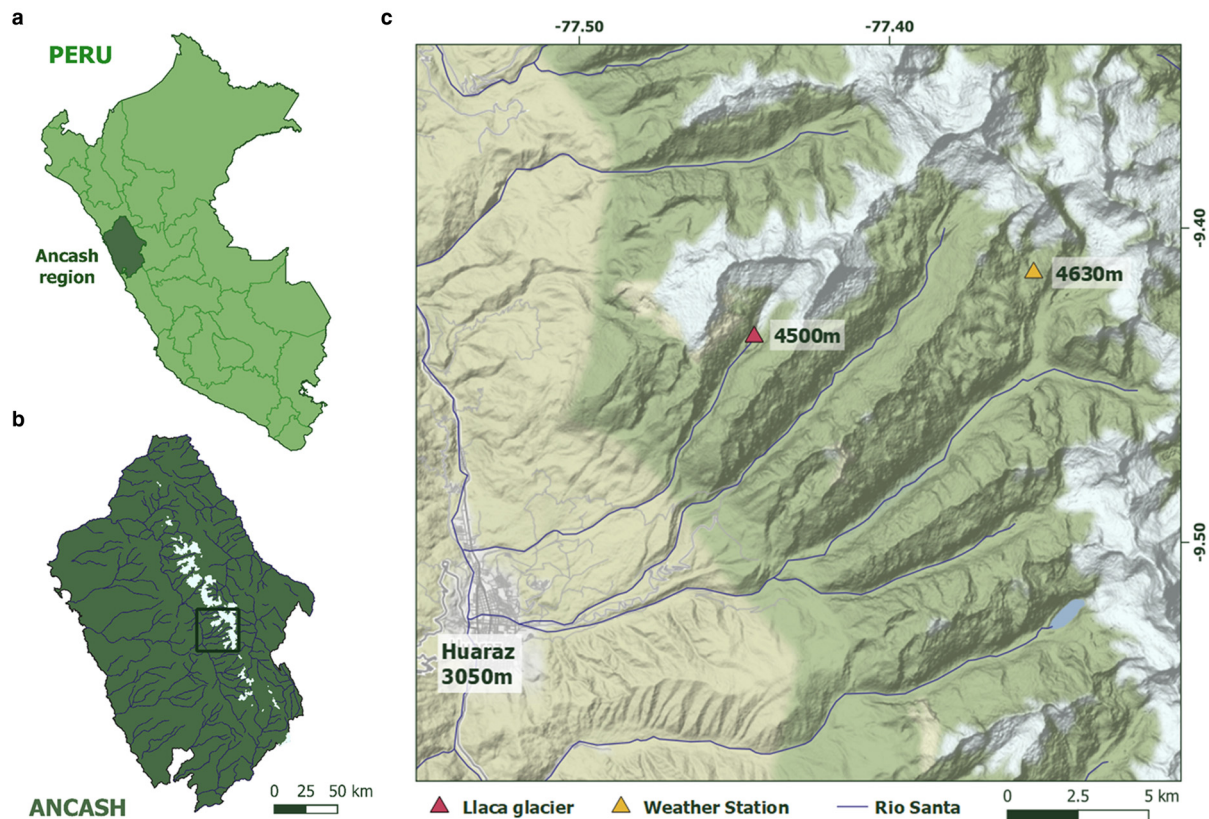 a
PERU
Ancash
region
b
ANCASH
0 25 50 km
c
-77.50
-77.40
-9.40
-9.50
4630m
4500m
Huaraz
3050m
Llaca glacier
Weather Station
Rio Santa
0 2.5 5 km